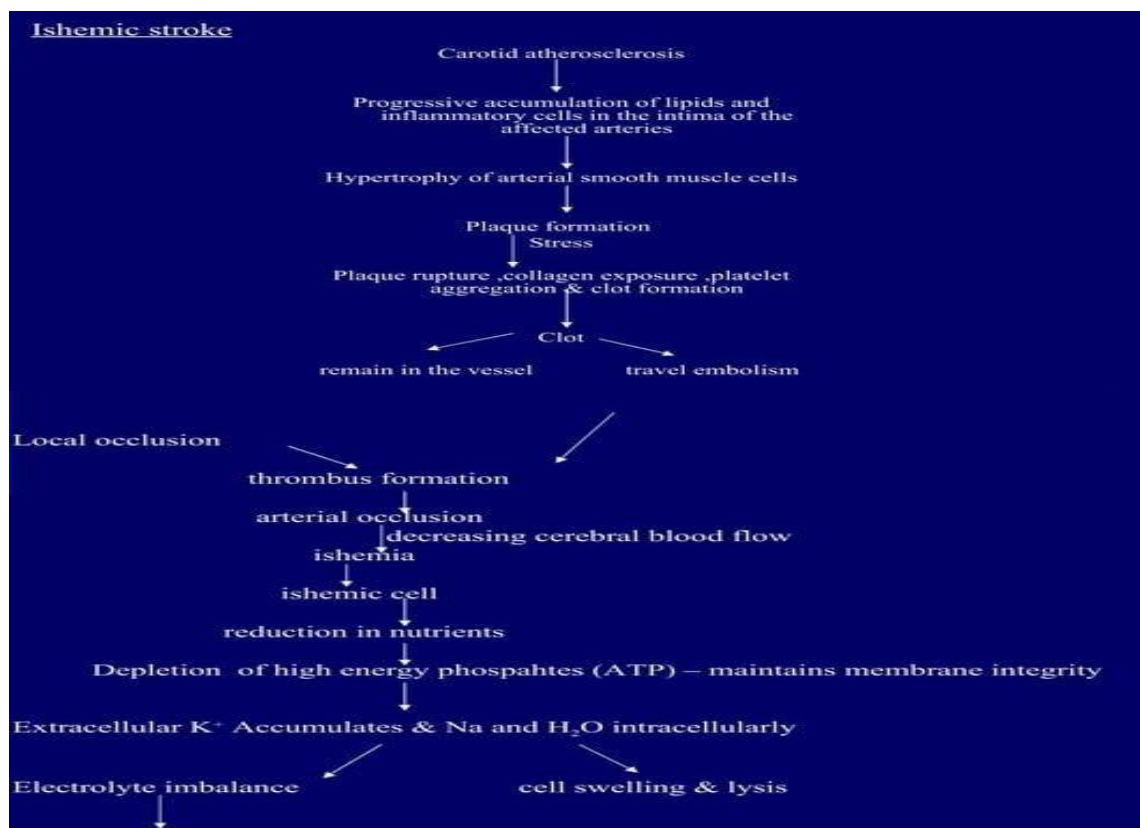 Ishemic stroke
Carotid atherosclerosis
Progressive accumulation of lipids and
inflammatory cells in the intima of the
affected arteries
Hypertrophy of arterial smooth muscle cells
Plaque formation
Stress
Plaque rupture ,collagen exposure ,platelet
aggregation & clot formation
Clot
remain in the vessel travel embolism
Local occlusion
thrombus formation
arterial occlusion
decreasing cerebral blood flow
ishemia
ishemic cell
reduction in nutrients
Depletion of high energy phospahtes (ATP) – maintains membrane integrity
Extracellular K⁺ Accumulates & Na and H₂O intracellularly
Electrolyte imbalance cell swelling & lysis